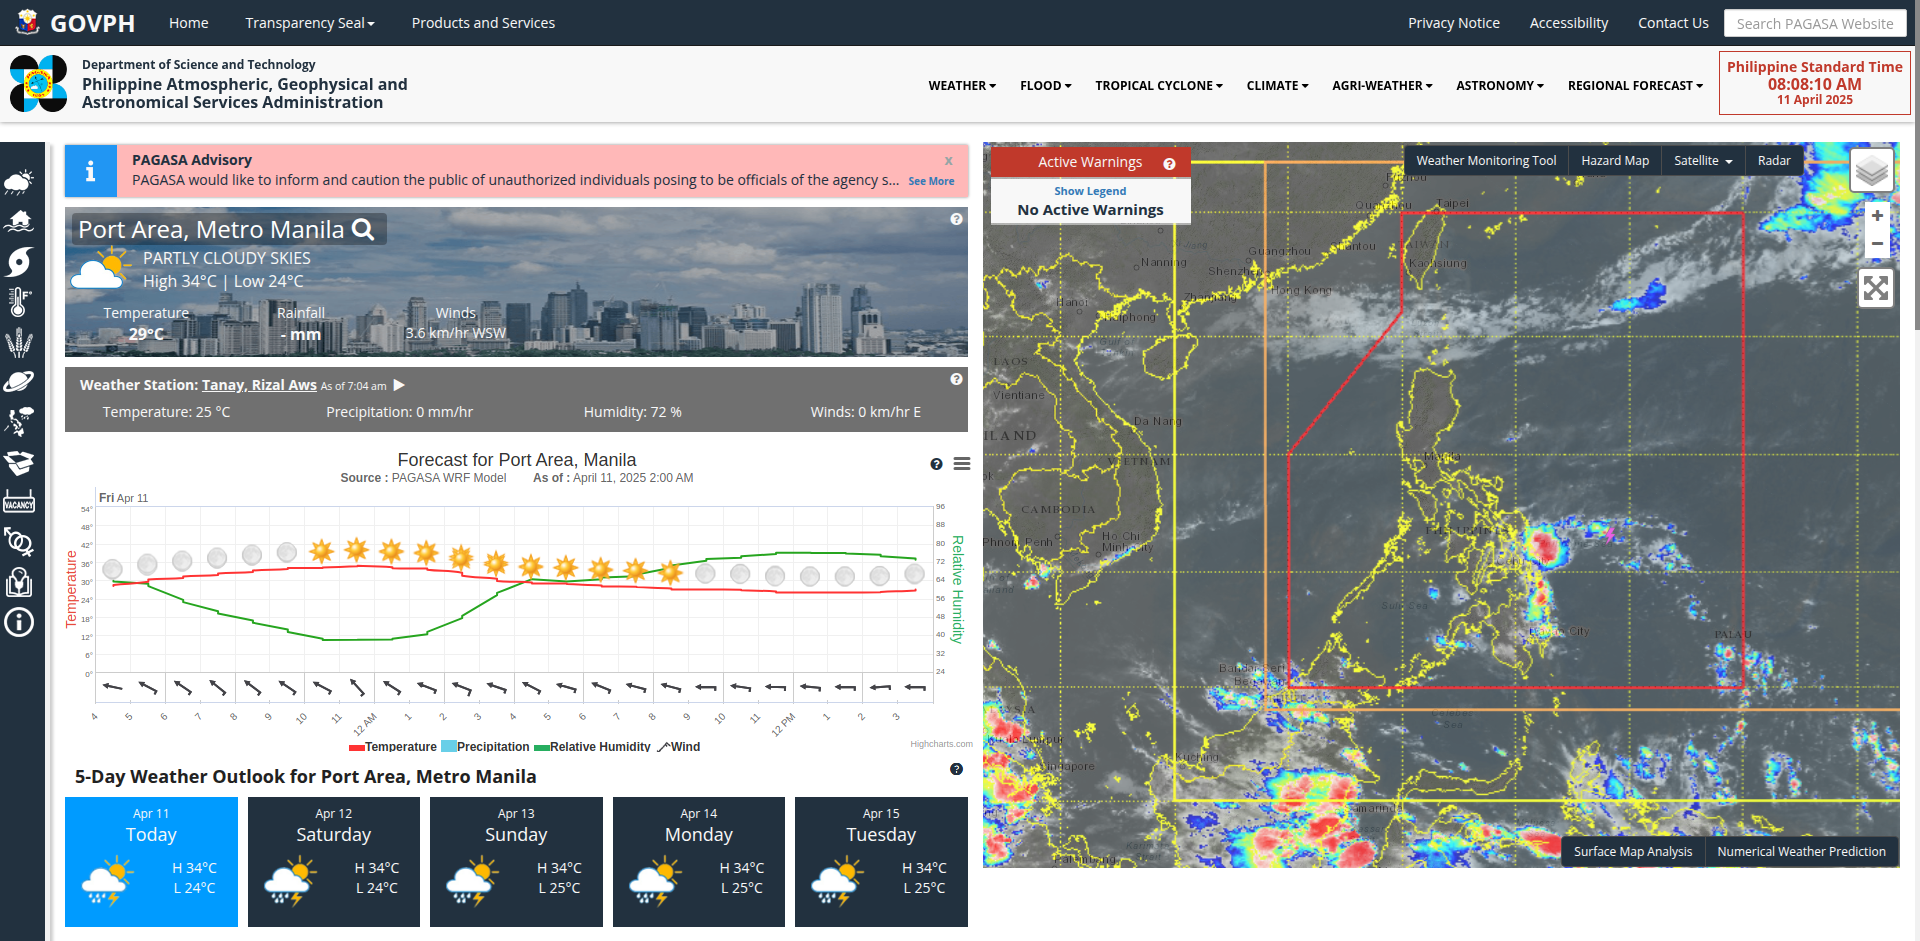 GOVPH
Home
Transparency Seal
Products and Services
Privacy Notice
Accessibility
Contact Us
Search PAGASA Website
Department of Science and Technology
Philippine Atmospheric, Geophysical and
Astronomical Services Administration
WEATHER
FLOOD
TROPICAL CYCLONE
CLIMATE
AGRI-WEATHER
ASTRONOMY
REGIONAL FORECAST
Philippine Standard Time
08:08:10 AM
11 April 2025
VACANCY
PAGASA Advisory
x
PAGASA would like to inform and caution the public of unauthorized individuals posing to be officials of the agency s... See More
Port Area, Metro Manila
PARTLY CLOUDY SKIES
High 34°C | Low 24°C
Temperature
29°C
Rainfall
- mm
Winds
3.6 km/hr WSW
Weather Station: Tanay, Rizal Aws As of 7:04 am
Temperature: 25 °C
Precipitation: 0 mm/hr
Humidity: 72 %
Winds: 0 km/hr E
Forecast for Port Area, Manila
Source : PAGASA WRF Model As of : April 11, 2025 2:00 AM
Fri Apr 11
54°
48°
42°
36°
30°
24°
18°
12°
6°
0°
Temperature
96
88
80
72
64
56
48
40
32
24
Relative Humidity
4 5 6 7 8 9 10 11 12 AM 1 2 3 4 5 6 7 8 9 10 11 12 PM 1 2 3
Temperature Precipitation Relative Humidity Wind
Highcharts.com
5-Day Weather Outlook for Port Area, Metro Manila
Apr 11
Today
H 34°C
L 24°C
Apr 12
Saturday
H 34°C
L 24°C
Apr 13
Sunday
H 34°C
L 25°C
Apr 14
Monday
H 34°C
L 25°C
Apr 15
Tuesday
H 34°C
L 25°C
Active Warnings
Show Legend
No Active Warnings
Weather Monitoring Tool
Hazard Map
Satellite
Radar
+
−
Taipei
TAIWAN
Kaohsiung
Guangzhou
Shantou
Shenzhen
Hong Kong
Nanning
Zhanjiang
Hanoi
Haiphong
LAOS
Vientiane
Da Nang
ILAND
VIETNAM
CAMBODIA
Phnom Penh
Ho Chi
Minh City
Manila
Sulu Sea
Davao City
PALAU
Bandar Seri
Begawan
Celebes
Sea
Kuching
Singapore
Samarinda
Palembang
Surface Map Analysis
Numerical Weather Prediction